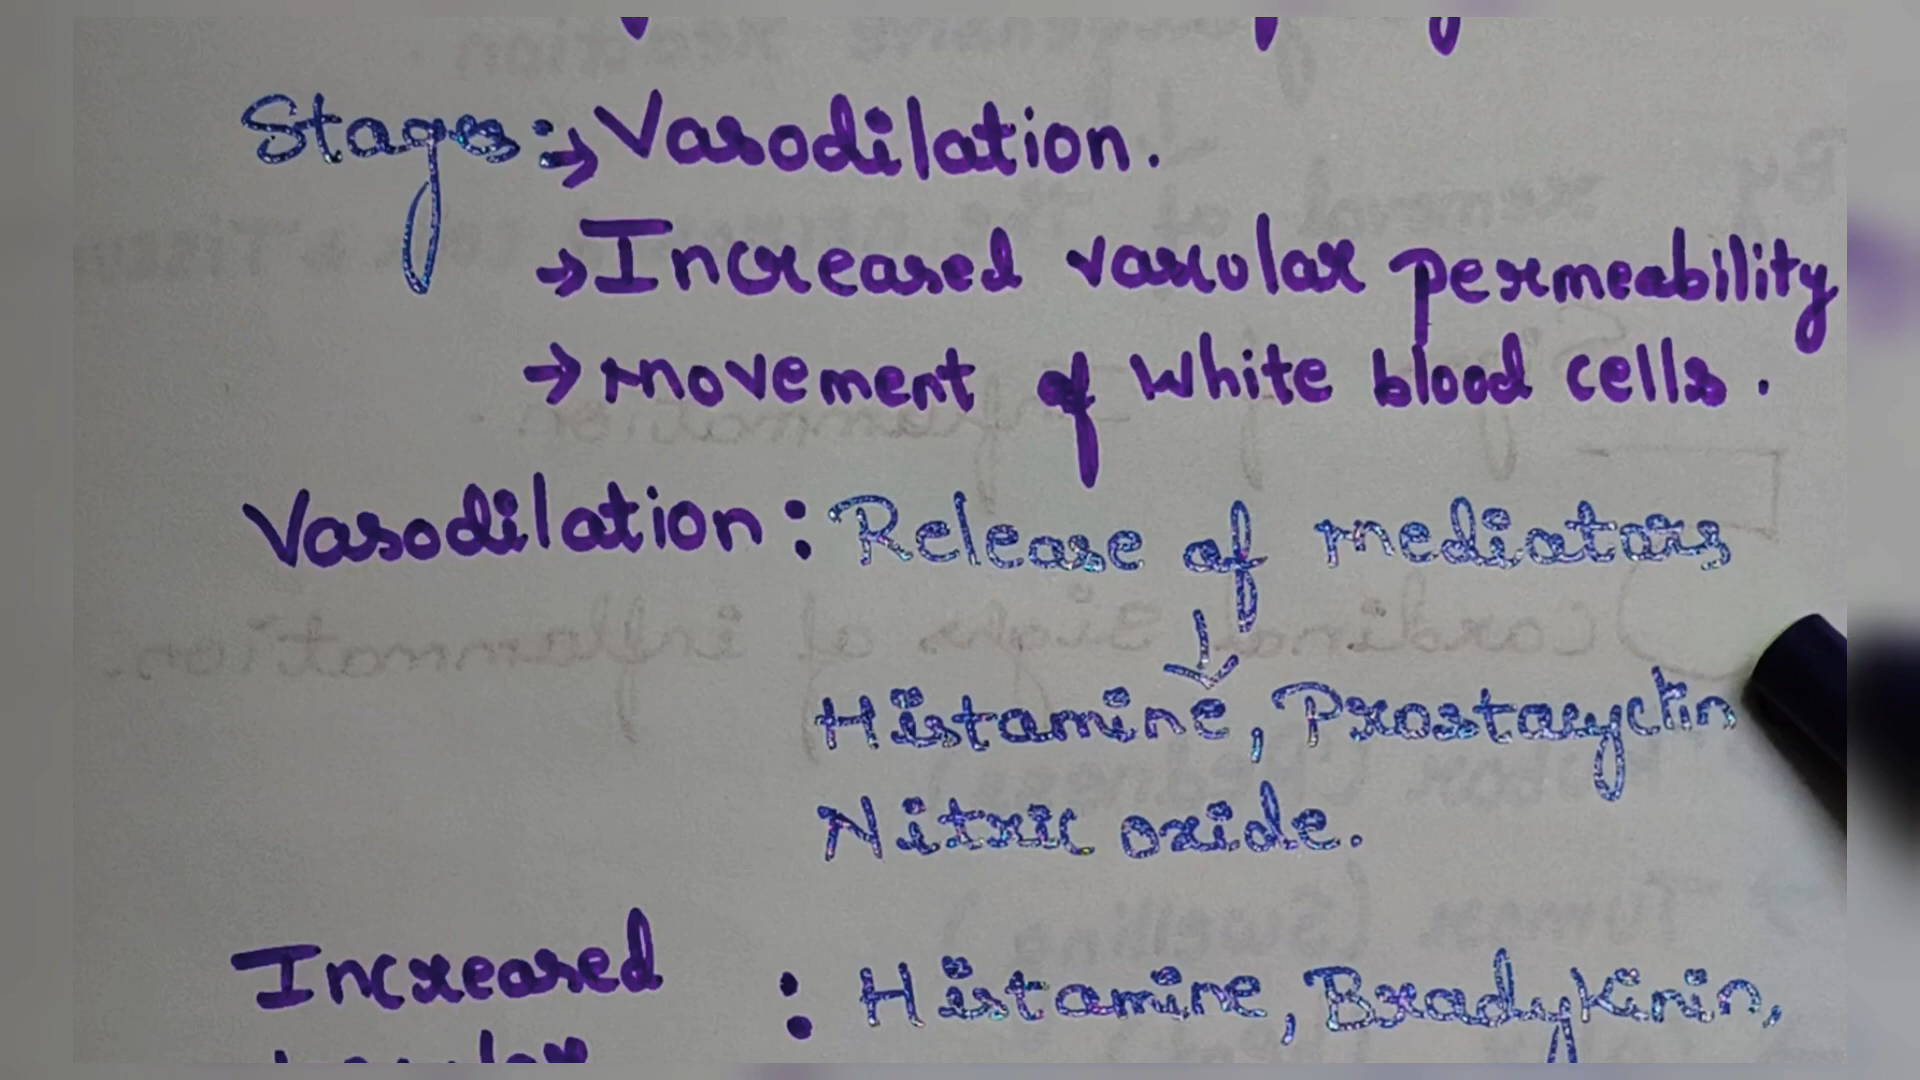 Stages :→ Vasodilation.
→ Increased vascular permeability
→ movement of white blood cells.
Vasodilation : Release of mediators
↓
Histamine, Prostacyclin
Nitric oxide.
Increased : Histamine, Bradykinin,